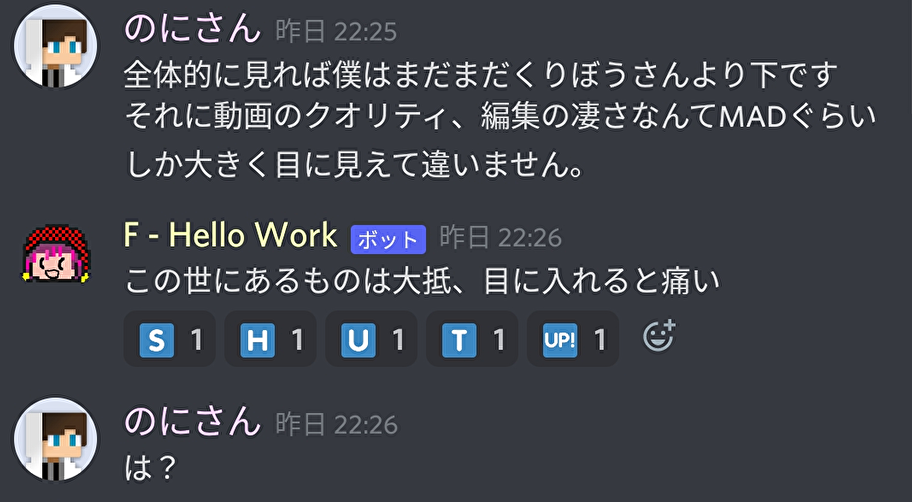 のにさん 昨日 22:25
全体的に見れば僕はまだまだくりぼうさんより下です
それに動画のクオリティ、編集の凄さなんてMADぐらい
しか大きく目に見えて違いません。
F - Hello Work ボット 昨日 22:26
この世にあるものは大抵、目に入れると痛い
S 1 H 1 U 1 T 1 UP! 1
のにさん 昨日 22:26
は？